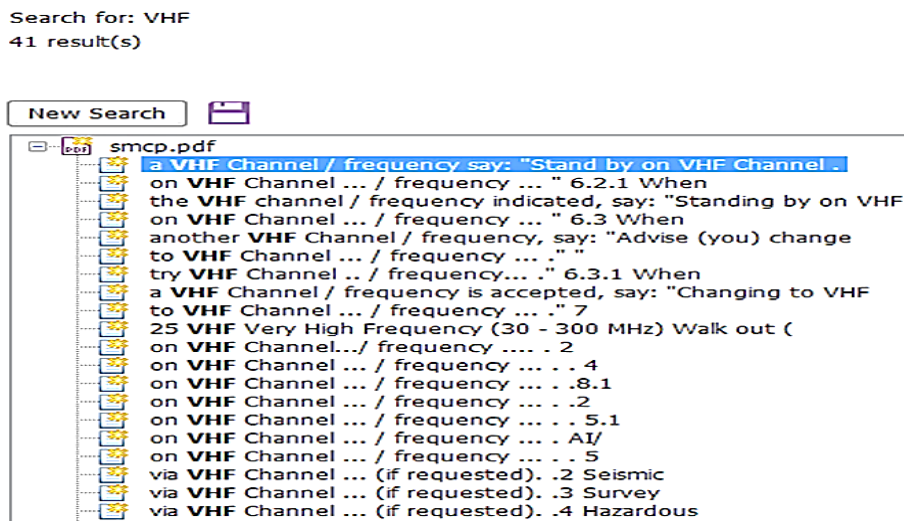 Search for: VHF
41 result(s)
New Search
smcp.pdf
a VHF Channel / frequency say: "Stand by on VHF Channel .
on VHF Channel ... / frequency ... " 6.2.1 When
the VHF channel / frequency indicated, say: "Standing by on VHF
on VHF Channel ... / frequency ... " 6.3 When
another VHF Channel / frequency, say: "Advise (you) change
to VHF Channel ... / frequency ... ." "
try VHF Channel .. / frequency... ." 6.3.1 When
a VHF Channel / frequency is accepted, say: "Changing to VHF
to VHF Channel ... / frequency ... ." 7
25 VHF Very High Frequency (30 - 300 MHz) Walk out (
on VHF Channel.../ frequency .... . 2
on VHF Channel ... / frequency ... . . 4
on VHF Channel ... / frequency ... . .8.1
on VHF Channel ... / frequency ... . .2
on VHF Channel ... / frequency ... . . 5.1
on VHF Channel ... / frequency ... . AI/
on VHF Channel ... / frequency ... . . 5
via VHF Channel ... (if requested). .2 Seismic
via VHF Channel ... (if requested). .3 Survey
via VHF Channel ... (if requested). .4 Hazardous